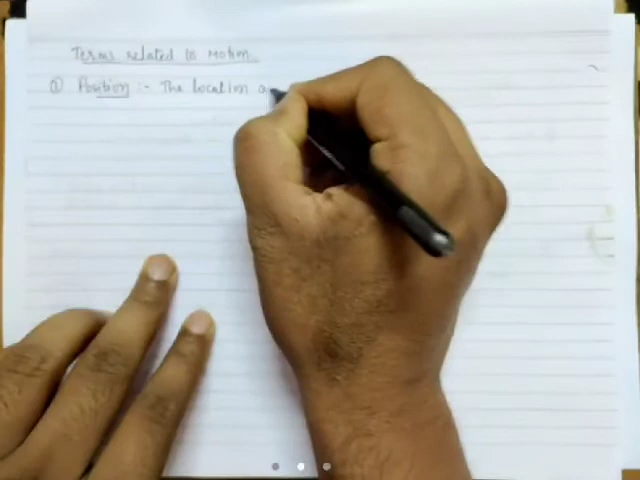 Terms related to Motion
① Position :- The location